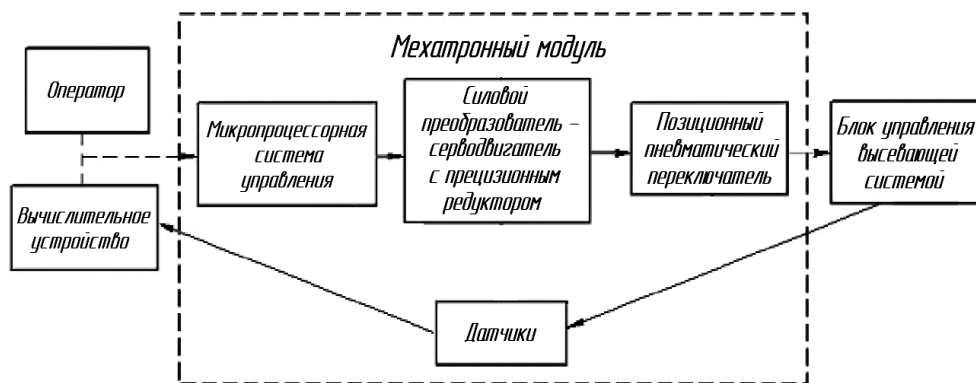 Мехатронный модуль
Оператор
Вычислительное
устройство
Микропроцессорная
система
управления
Силовой
преобразователь –
серводвигатель
с прецизионным
редуктором
Позиционный
пневматический
переключатель
Блок управления
высевающей
системой
Датчики